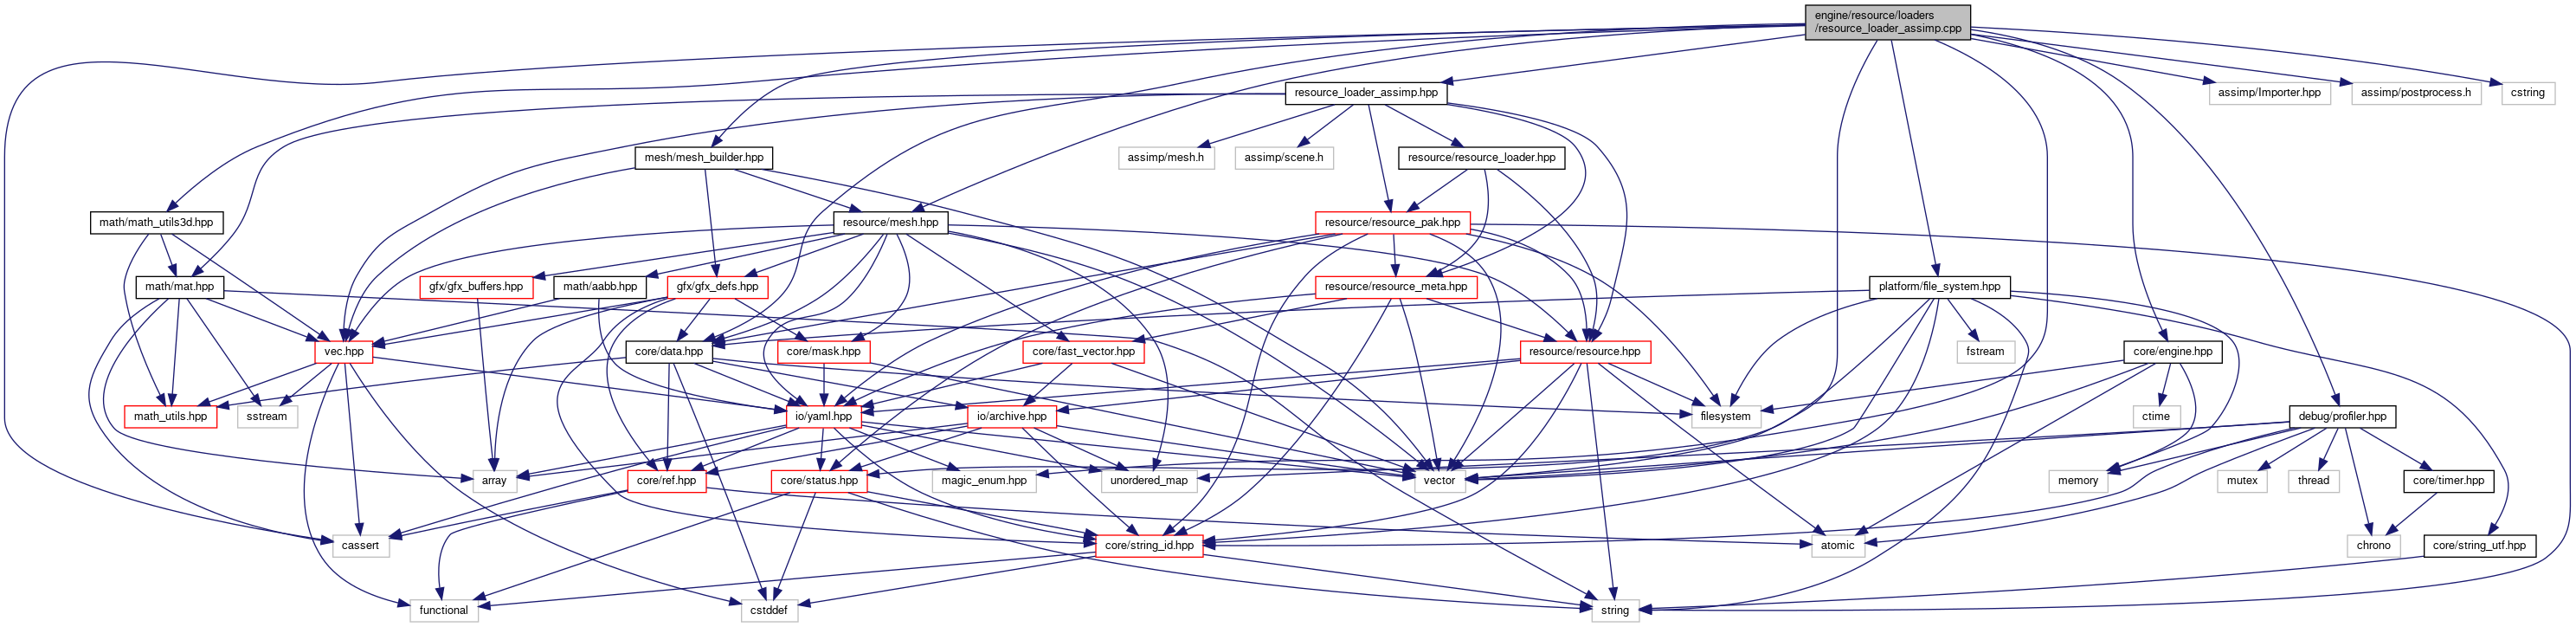 engine/resource/loaders
/resource_loader_assimp.cpp
resource_loader_assimp.hpp
assimp/Importer.hpp
assimp/postprocess.h
cstring
mesh/mesh_builder.hpp
assimp/mesh.h
assimp/scene.h
resource/resource_loader.hpp
math/math_utils3d.hpp
resource/mesh.hpp
resource/resource_pak.hpp
math/mat.hpp
gfx/gfx_buffers.hpp
math/aabb.hpp
gfx/gfx_defs.hpp
resource/resource_meta.hpp
platform/file_system.hpp
vec.hpp
core/data.hpp
core/mask.hpp
core/fast_vector.hpp
resource/resource.hpp
fstream
core/engine.hpp
math_utils.hpp
sstream
io/yaml.hpp
io/archive.hpp
filesystem
ctime
debug/profiler.hpp
array
core/ref.hpp
core/status.hpp
magic_enum.hpp
unordered_map
vector
memory
mutex
thread
core/timer.hpp
cassert
core/string_id.hpp
atomic
chrono
core/string_utf.hpp
functional
cstddef
string